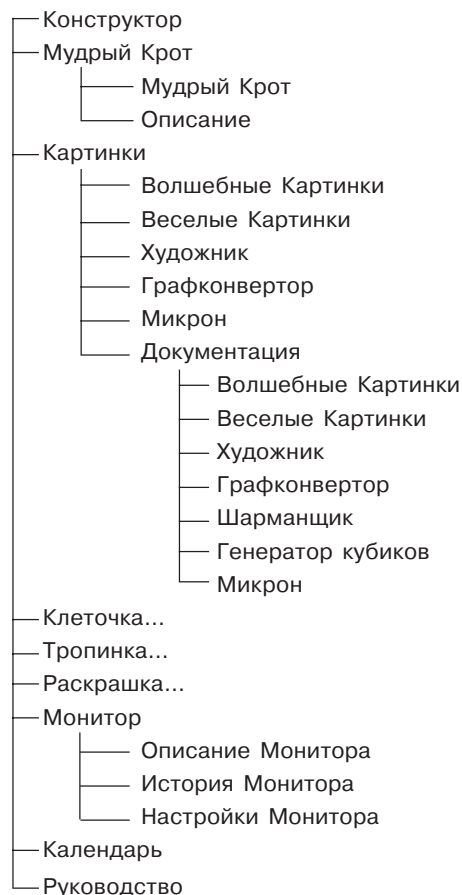 Конструктор
Мудрый Крот
Мудрый Крот
Описание
Картинки
Волшебные Картинки
Веселые Картинки
Художник
Графконвертор
Микрон
Документация
Волшебные Картинки
Веселые Картинки
Художник
Графконвертор
Шарманщик
Генератор кубиков
Микрон
Клеточка...
Тропинка...
Раскрашка...
Монитор
Описание Монитора
История Монитора
Настройки Монитора
Календарь
Руководство